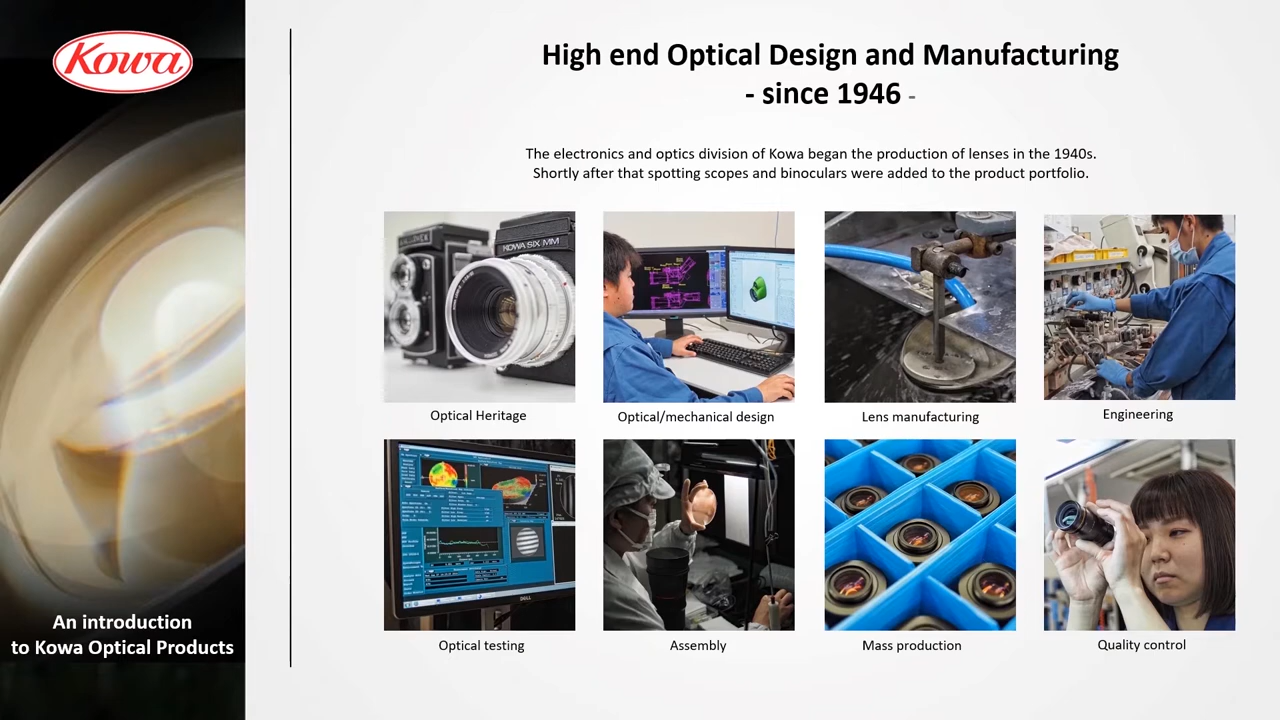 Kowa
High end Optical Design and Manufacturing
- since 1946 -
The electronics and optics division of Kowa began the production of lenses in the 1940s.
Shortly after that spotting scopes and binoculars were added to the product portfolio.
KOWA SIX MM
Optical Heritage
Optical/mechanical design
Lens manufacturing
Engineering
DELL
Optical testing
Assembly
Mass production
Quality control
An introduction
to Kowa Optical Products